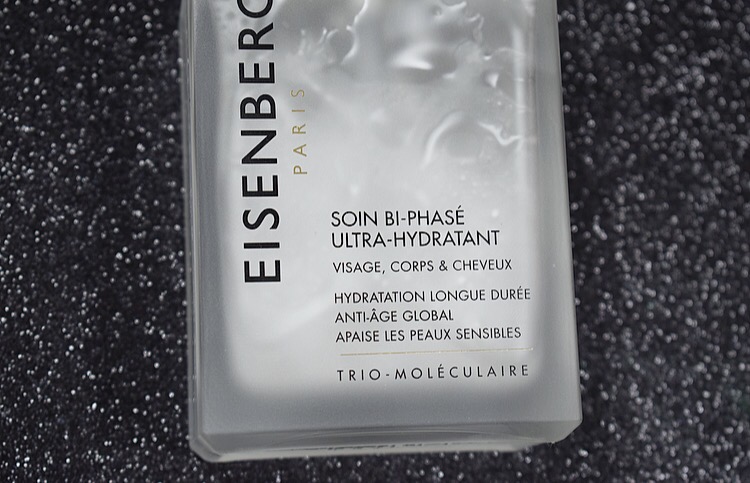 EISENBERG
PARIS
SOIN BI-PHASÉ
ULTRA-HYDRATANT
VISAGE, CORPS & CHEVEUX
HYDRATATION LONGUE DURÉE
ANTI-ÂGE GLOBAL
APAISE LES PEAUX SENSIBLES
TRIO-MOLÉCULAIRE